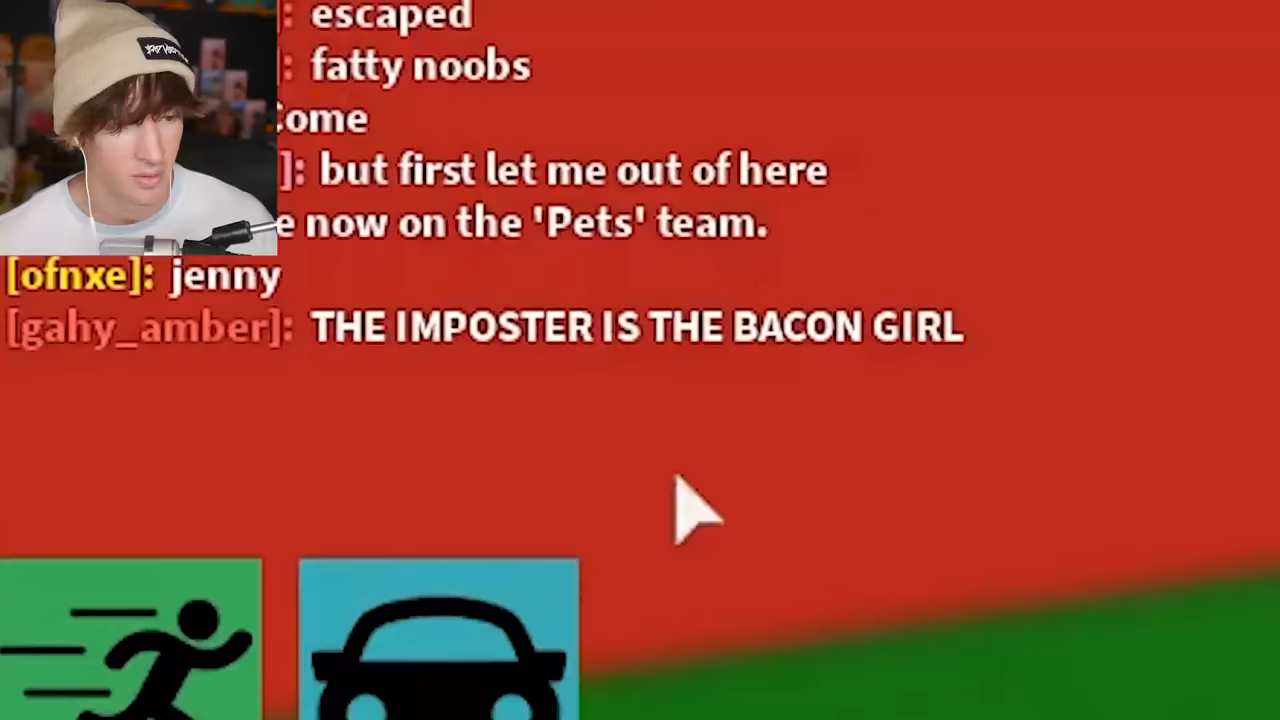 : escaped
]: fatty noobs
Come
]: but first let me out of here
e now on the 'Pets' team.
[ofnxe]: jenny
[gahy_amber]: THE IMPOSTER IS THE BACON GIRL